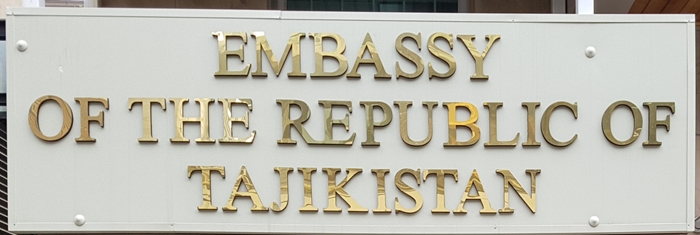 EMBASSY
OF THE REPUBLIC OF
TAJIKISTAN